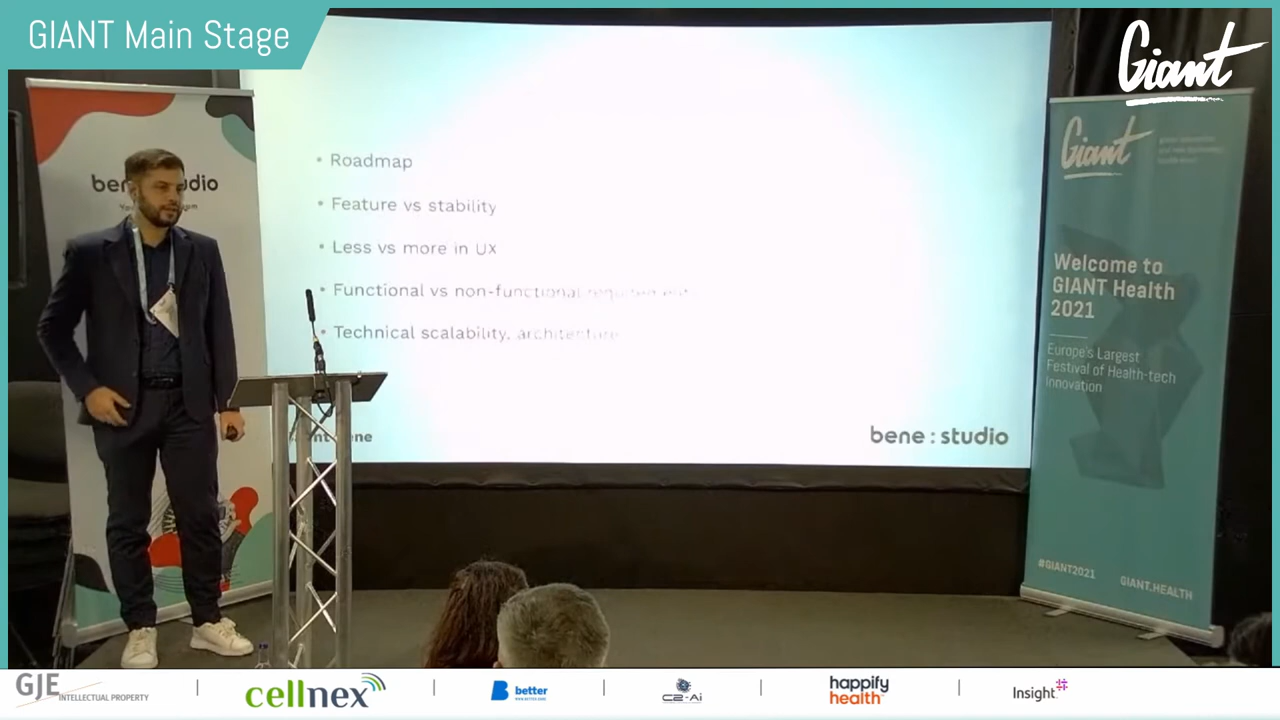 GIANT Main Stage
Giant
bene studio
• Roadmap
• Feature vs stability
• Less vs more in UX
• Functional vs non-functional
• Technical scalability, architecture
bene : studio
Giant
Welcome to
GIANT Health
2021
Europe's Largest
Festival of Health-tech
Innovation
#GIANT2021
GIANT.HEALTH
GJE
INTELLECTUAL PROPERTY
cellnex
better
C2-Ai
happify
health
Insight